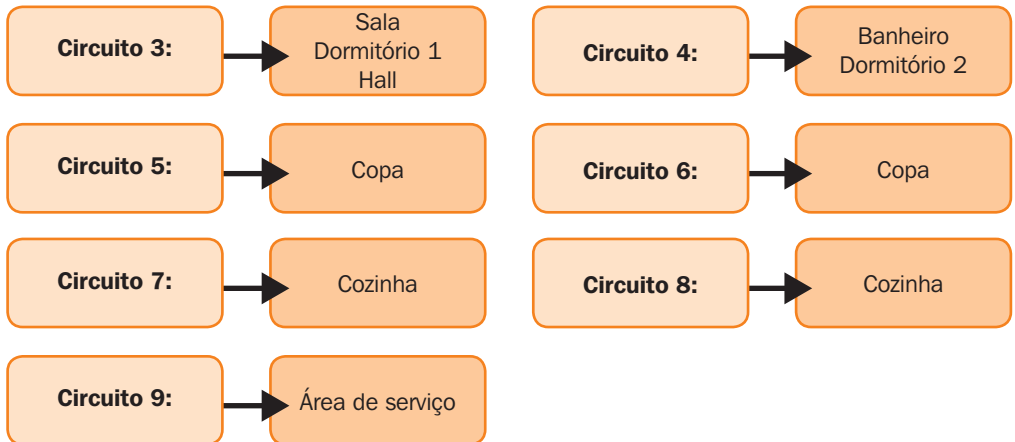 Circuito 3:
Sala
Dormitório 1
Hall
Circuito 4:
Banheiro
Dormitório 2
Circuito 5:
Copa
Circuito 6:
Copa
Circuito 7:
Cozinha
Circuito 8:
Cozinha
Circuito 9:
Área de serviço